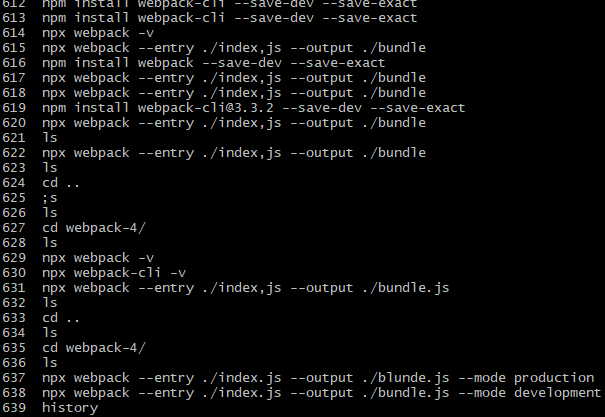 612 npm install webpack-cli --save-dev --save-exact
613 npm install webpack-cli --save-dev --save-exact
614 npx webpack -v
615 npx webpack --entry ./index,js --output ./bundle
616 npm install webpack --save-dev --save-exact
617 npx webpack --entry ./index,js --output ./bundle
618 npx webpack --entry ./index,js --output ./bundle
619 npm install webpack-cli@3.3.2 --save-dev --save-exact
620 npx webpack --entry ./index,js --output ./bundle
621 ls
622 npx webpack --entry ./index,js --output ./bundle
623 ls
624 cd ..
625 ;s
626 ls
627 cd webpack-4/
628 ls
629 npx webpack -v
630 npx webpack-cli -v
631 npx webpack --entry ./index,js --output ./bundle.js
632 ls
633 cd ..
634 ls
635 cd webpack-4/
636 ls
637 npx webpack --entry ./index.js --output ./blunde.js --mode production
638 npx webpack --entry ./index.js --output ./bundle.js --mode development
639 history